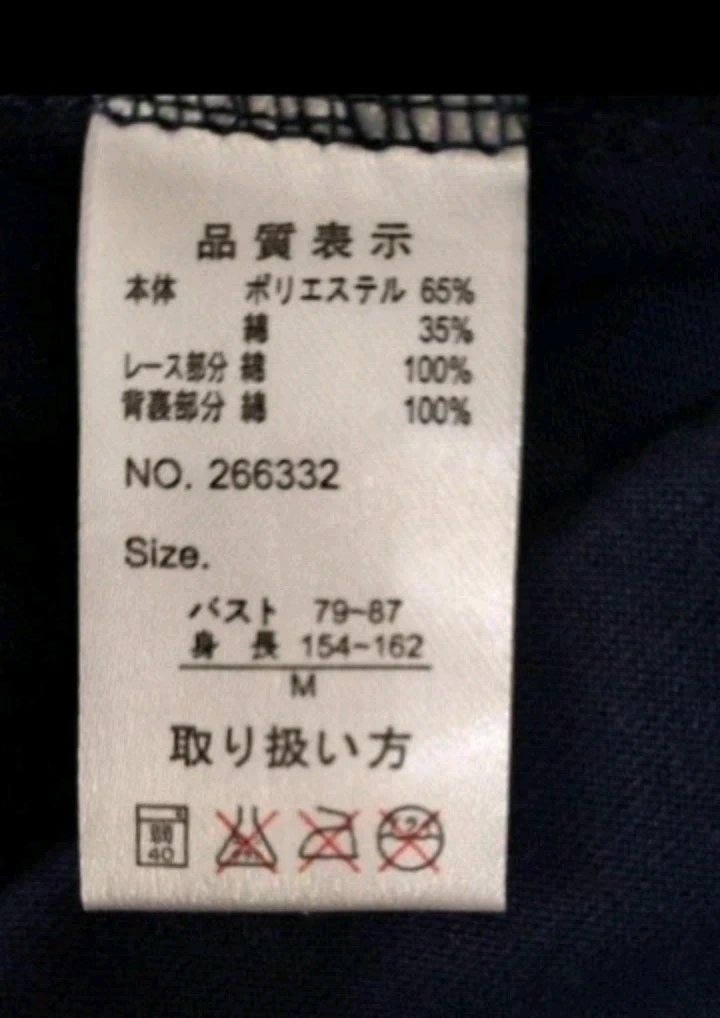 品質表示
本体 ポリエステル 65%
綿 35%
レース部分 綿 100%
背裏部分 綿 100%
NO. 266332
Size.
バスト 79~87
身長 154~162
M
取り扱い方
40